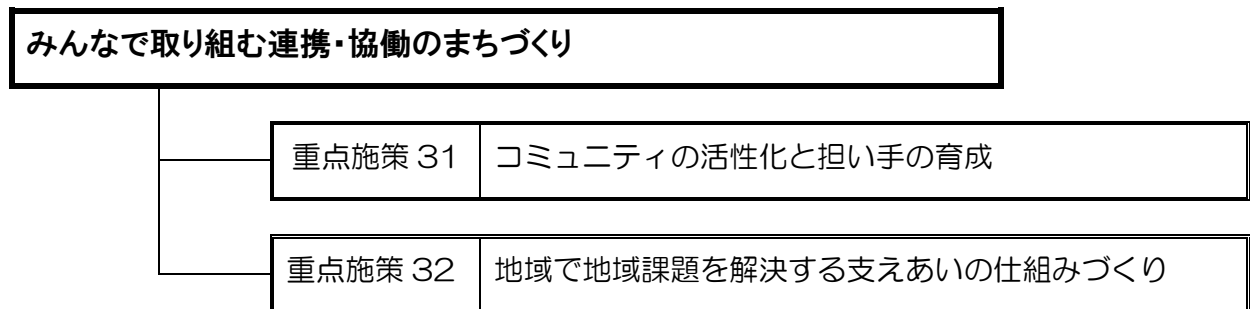 みんなで取り組む連携・協働のまちづくり
重点施策 31 コミュニティの活性化と担い手の育成
重点施策 32 地域で地域課題を解決する支えあいの仕組みづくり